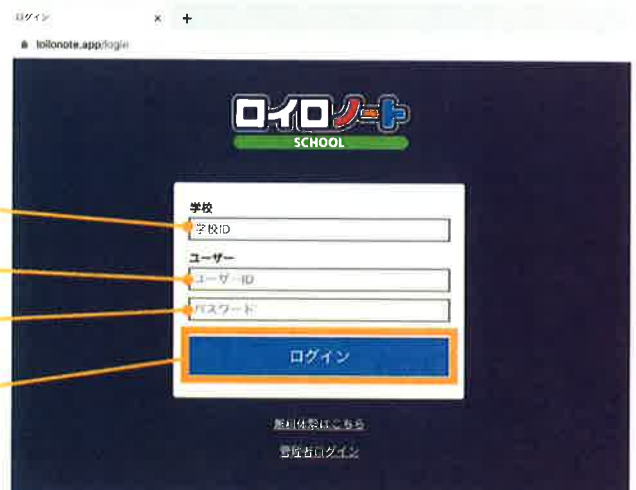 ログイン × +
loilonote.app/login
ロイロノート
SCHOOL
学校
学校ID
ユーザー
ユーザーID
パスワード
ログイン
無料体験はこちら
管理者ログイン